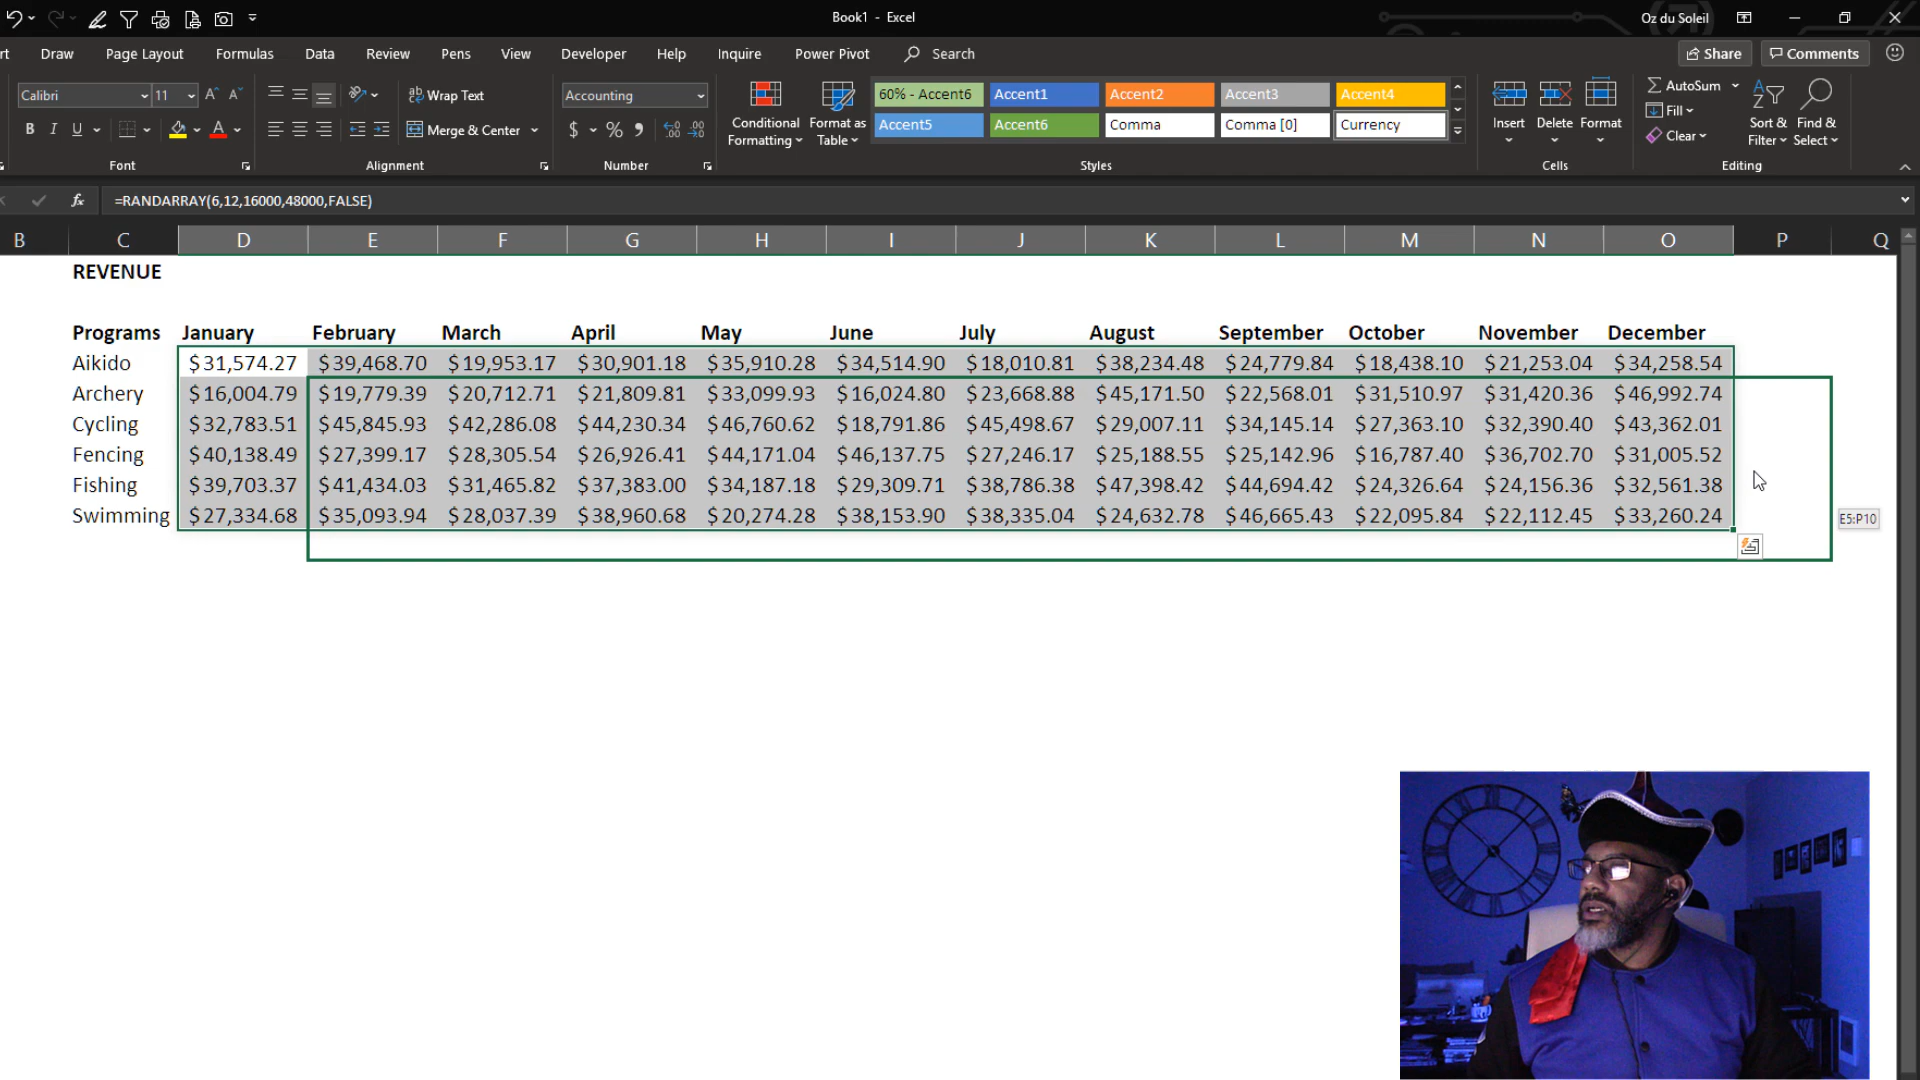 Book1 - Excel
Oz du Soleil
Draw Page Layout Formulas Data Review Pens View Developer Help Inquire Power Pivot Search Share Comments
Calibri 11 Wrap Text Accounting 60% - Accent6 Accent1 Accent2 Accent3 Accent4 AutoSum
Accent5 Accent6 Comma Comma [0] Currency Fill
B I U Merge & Center $ % Conditional Formatting Format as Table Insert Delete Format Clear Sort & Filter Find & Select
Font Alignment Number Styles Cells Editing
fx =RANDARRAY(6,12,16000,48000,FALSE)
B C D E F G H I J K L M N O P Q
REVENUE
Programs January February March April May June July August September October November December
Aikido $31,574.27 $39,468.70 $19,953.17 $30,901.18 $35,910.28 $34,514.90 $18,010.81 $38,234.48 $24,779.84 $18,438.10 $21,253.04 $34,258.54
Archery $16,004.79 $19,779.39 $20,712.71 $21,809.81 $33,099.93 $16,024.80 $23,668.88 $45,171.50 $22,568.01 $31,510.97 $31,420.36 $46,992.74
Cycling $32,783.51 $45,845.93 $42,286.08 $44,230.34 $46,760.62 $18,791.86 $45,498.67 $29,007.11 $34,145.14 $27,363.10 $32,390.40 $43,362.01
Fencing $40,138.49 $27,399.17 $28,305.54 $26,926.41 $44,171.04 $46,137.75 $27,246.17 $25,188.55 $25,142.96 $16,787.40 $36,702.70 $31,005.52
Fishing $39,703.37 $41,434.03 $31,465.82 $37,383.00 $34,187.18 $29,309.71 $38,786.38 $47,398.42 $44,694.42 $24,326.64 $24,156.36 $32,561.38
Swimming $27,334.68 $35,093.94 $28,037.39 $38,960.68 $20,274.28 $38,153.90 $38,335.04 $24,632.78 $46,665.43 $22,095.84 $22,112.45 $33,260.24
E5:P10